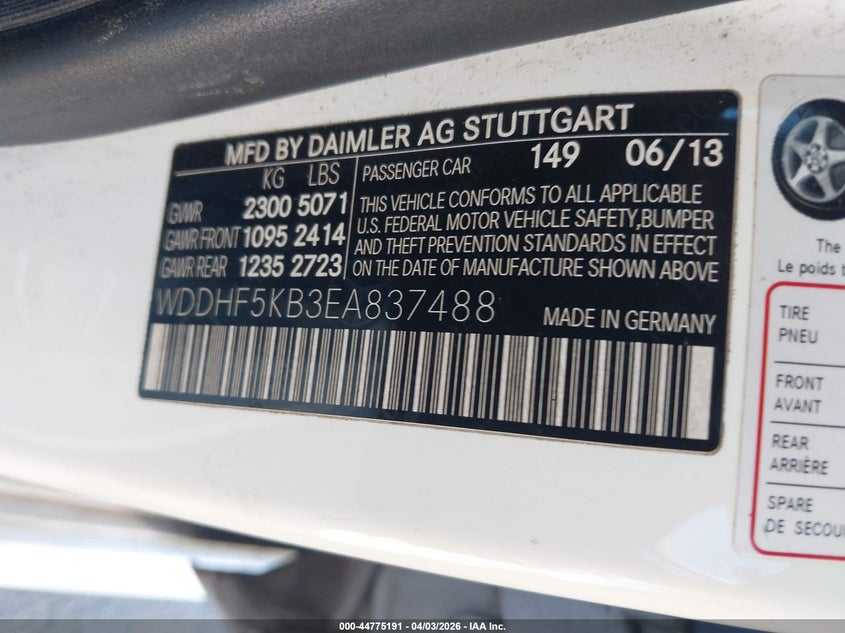 MFD BY DAIMLER AG STUTTGART
KG LBS
GVWR 2300 5071
GAWR FRONT 1095 2414
GAWR REAR 1235 2723
PASSENGER CAR 149 06/13
THIS VEHICLE CONFORMS TO ALL APPLICABLE
U.S. FEDERAL MOTOR VEHICLE SAFETY,BUMPER
AND THEFT PREVENTION STANDARDS IN EFFECT
ON THE DATE OF MANUFACTURE SHOWN ABOVE
WDDHF5KB3EA837488 MADE IN GERMANY
The
Le poids
TIRE
PNEU
FRONT
AVANT
REAR
ARRIÈRE
SPARE
DE
000-44775191 - 04/03/2026 - IAA Inc.